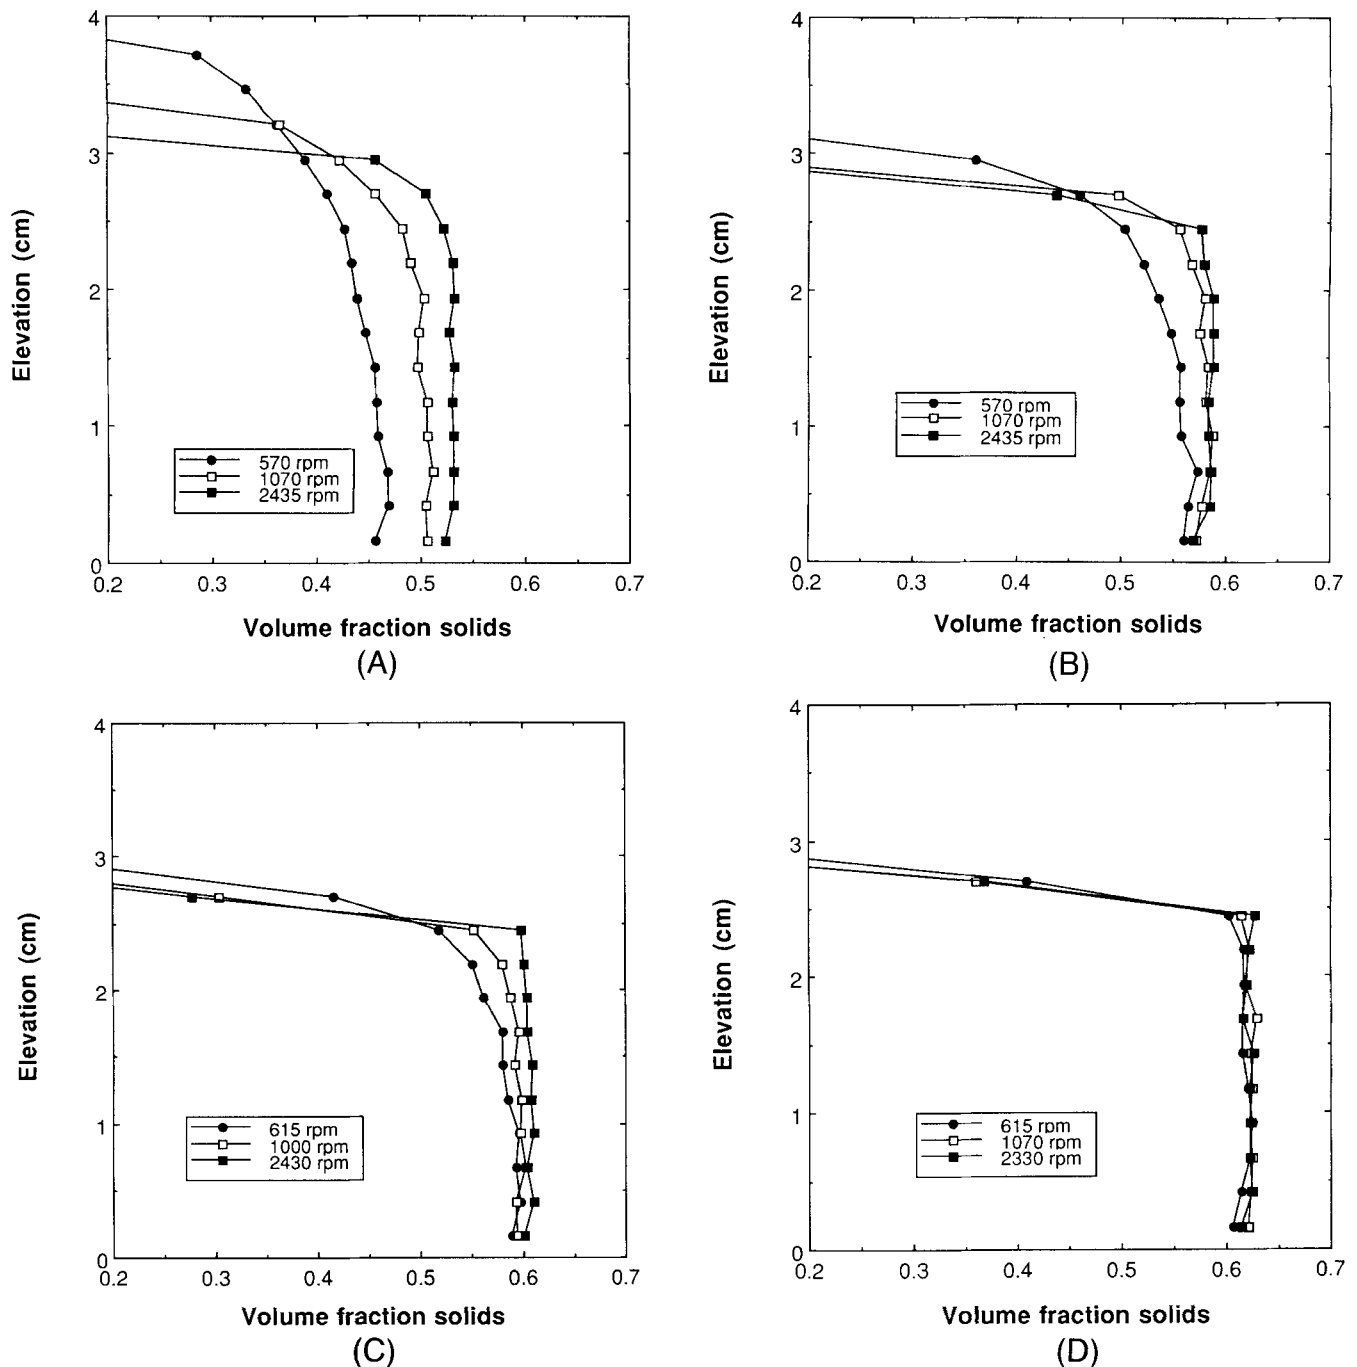 4
3
2
1
0
Elevation (cm)
570 rpm
1070 rpm
2435 rpm
0.2 0.3 0.4 0.5 0.6 0.7
Volume fraction solids
(A)
4
3
2
1
0
Elevation (cm)
570 rpm
1070 rpm
2435 rpm
0.2 0.3 0.4 0.5 0.6 0.7
Volume fraction solids
(B)
4
3
2
1
0
Elevation (cm)
615 rpm
1000 rpm
2430 rpm
0.2 0.3 0.4 0.5 0.6 0.7
Volume fraction solids
(C)
4
3
2
1
0
Elevation (cm)
615 rpm
1070 rpm
2330 rpm
0.2 0.3 0.4 0.5 0.6 0.7
Volume fraction solids
(D)